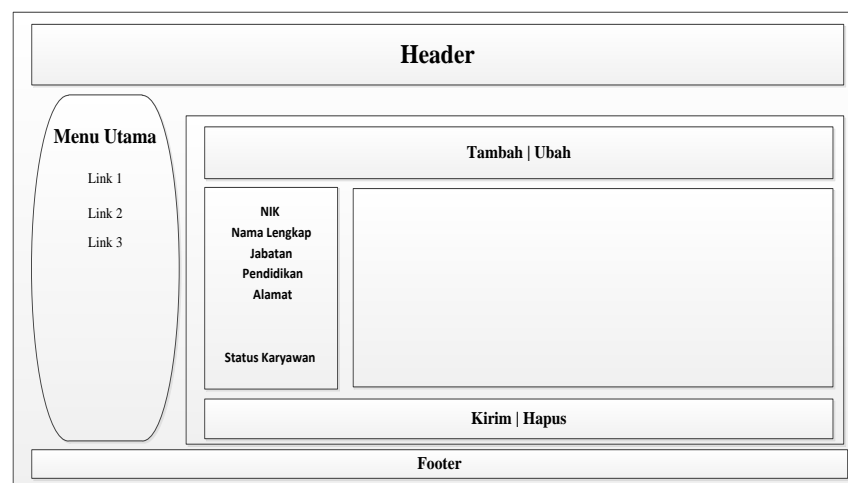 Header
Menu Utama
Link 1
Link 2
Link 3
Tambah | Ubah
NIK
Nama Lengkap
Jabatan
Pendidikan
Alamat
Status Karyawan
Kirim | Hapus
Footer